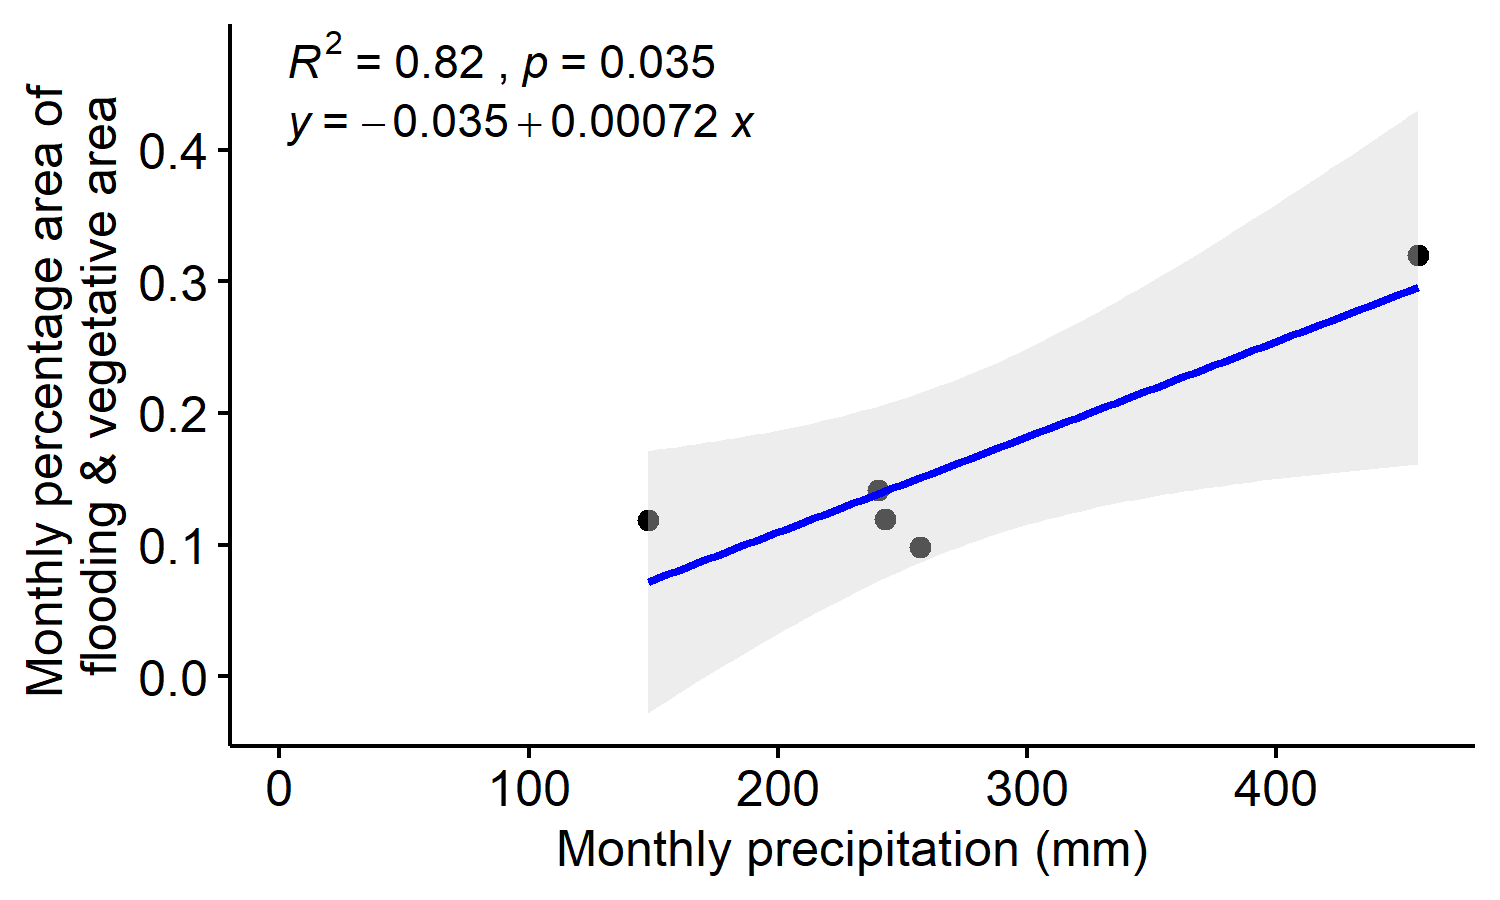 R² = 0.82 , p = 0.035
y = −0.035 + 0.00072 x
Monthly percentage area of
flooding & vegetative area
0.4
0.3
0.2
0.1
0.0
0 100 200 300 400
Monthly precipitation (mm)